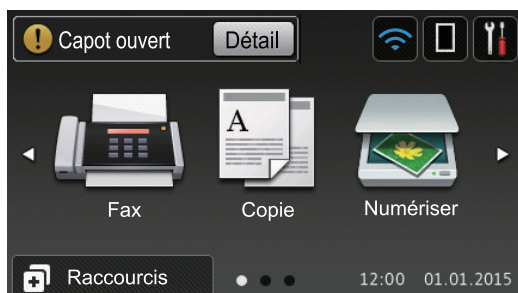 Capot ouvert Détail
A
Fax Copie Numériser
Raccourcis 12:00 01.01.2015